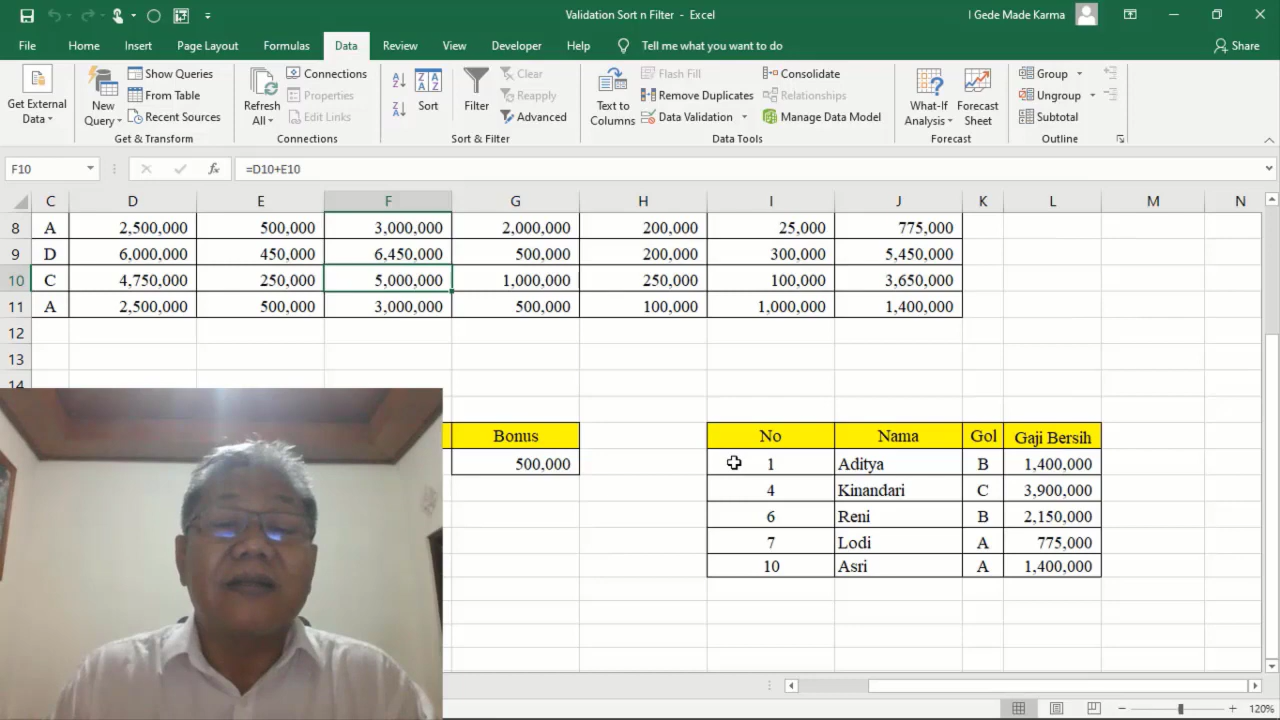 Validation Sort n Filter - Excel
I Gede Made Karma
File Home Insert Page Layout Formulas Data Review View Developer Help Tell me what you want to do Share
Get External Data
New Query
Show Queries
From Table
Recent Sources
Get & Transform
Refresh All
Connections
Properties
Edit Links
Connections
Sort
Filter
Clear
Reapply
Advanced
Sort & Filter
Text to Columns
Flash Fill
Remove Duplicates
Data Validation
Consolidate
Relationships
Manage Data Model
Data Tools
What-If Analysis
Forecast Sheet
Forecast
Group
Ungroup
Subtotal
Outline
F10 fx =D10+E10
C D E F G H I J K L M N
8 A 2,500,000 500,000 3,000,000 2,000,000 200,000 25,000 775,000
9 D 6,000,000 450,000 6,450,000 500,000 200,000 300,000 5,450,000
10 C 4,750,000 250,000 5,000,000 1,000,000 250,000 100,000 3,650,000
11 A 2,500,000 500,000 3,000,000 500,000 100,000 1,000,000 1,400,000
12
13
14
Bonus No Nama Gol Gaji Bersih
500,000 1 Aditya B 1,400,000
4 Kinandari C 3,900,000
6 Reni B 2,150,000
7 Lodi A 775,000
10 Asri A 1,400,000
120%